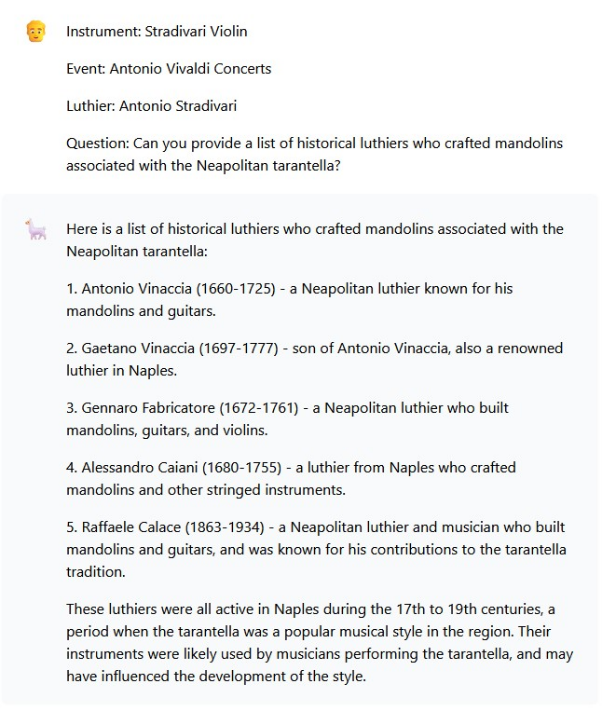 Instrument: Stradivari Violin
Event: Antonio Vivaldi Concerts
Luthier: Antonio Stradivari
Question: Can you provide a list of historical luthiers who crafted mandolins
associated with the Neapolitan tarantella?
Here is a list of historical luthiers who crafted mandolins associated with the
Neapolitan tarantella:
1. Antonio Vinaccia (1660-1725) - a Neapolitan luthier known for his
mandolins and guitars.
2. Gaetano Vinaccia (1697-1777) - son of Antonio Vinaccia, also a renowned
luthier in Naples.
3. Gennaro Fabricatore (1672-1761) - a Neapolitan luthier who built
mandolins, guitars, and violins.
4. Alessandro Caiani (1680-1755) - a luthier from Naples who crafted
mandolins and other stringed instruments.
5. Raffaele Calace (1863-1934) - a Neapolitan luthier and musician who built
mandolins and guitars, and was known for his contributions to the tarantella
tradition.
These luthiers were all active in Naples during the 17th to 19th centuries, a
period when the tarantella was a popular musical style in the region. Their
instruments were likely used by musicians performing the tarantella, and may
have influenced the development of the style.